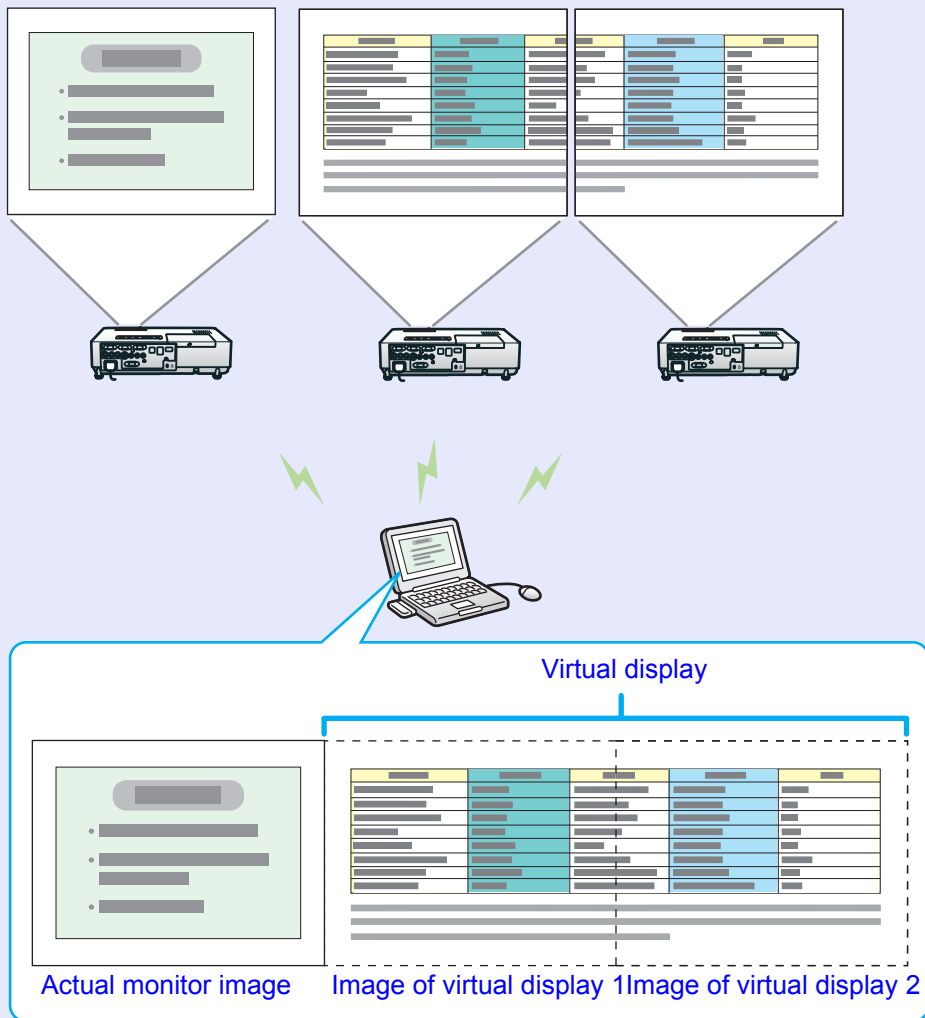 Virtual display
Actual monitor image
Image of virtual display 1
Image of virtual display 2